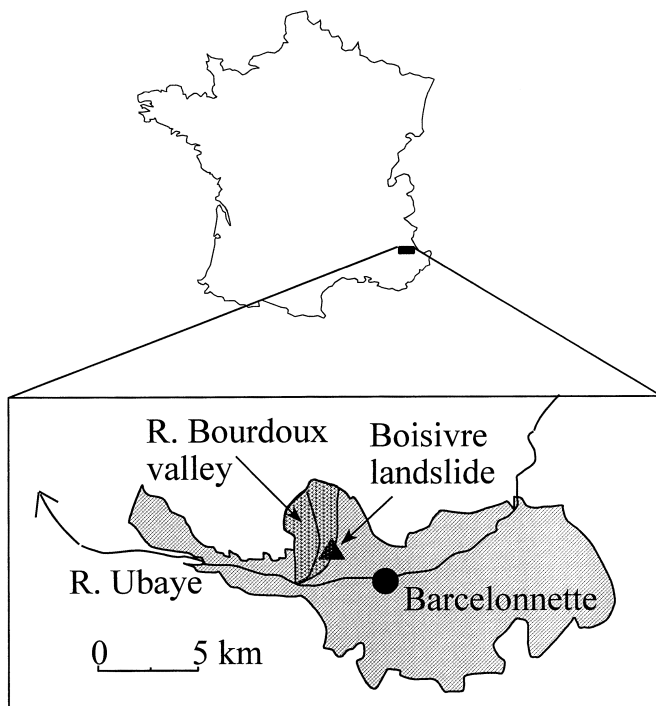 R. Bourdoux
valley
Boisivre
landslide
R. Ubaye
Barcelonnette
0 5 km